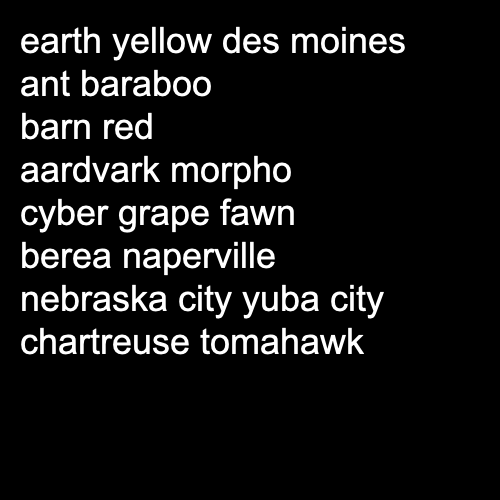 earth yellow des moines
ant baraboo
barn red
aardvark morpho
cyber grape fawn
berea naperville
nebraska city yuba city
chartreuse tomahawk